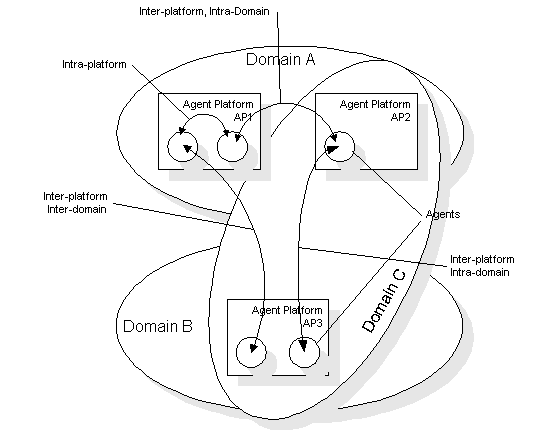 Inter-platform, Intra-Domain
Domain A
Intra-platform
Agent Platform
AP1
Agent Platform
AP2
Inter-platform
Inter-domain
Agents
Inter-platform
Intra-domain
Domain C
Agent Platform
AP3
Domain B